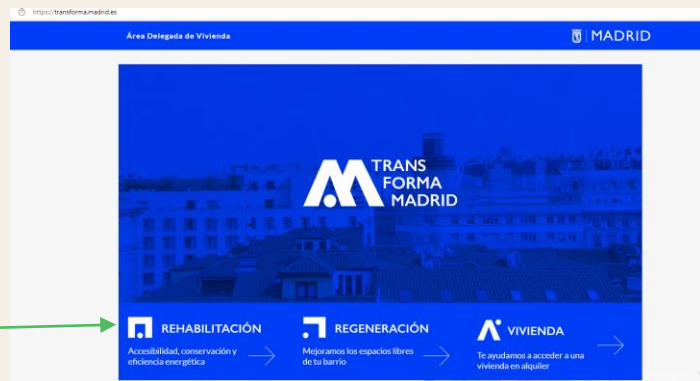 https://transforma.madrid.es
Área Delegada de Vivienda
MADRID
TRANS
FORMA
MADRID
REHABILITACIÓN
Accesibilidad, conservación y
eficiencia energética
REGENERACIÓN
Mejoramos los espacios libres
de tu barrio
VIVIENDA
Te ayudamos a acceder a una
vivienda en alquiler